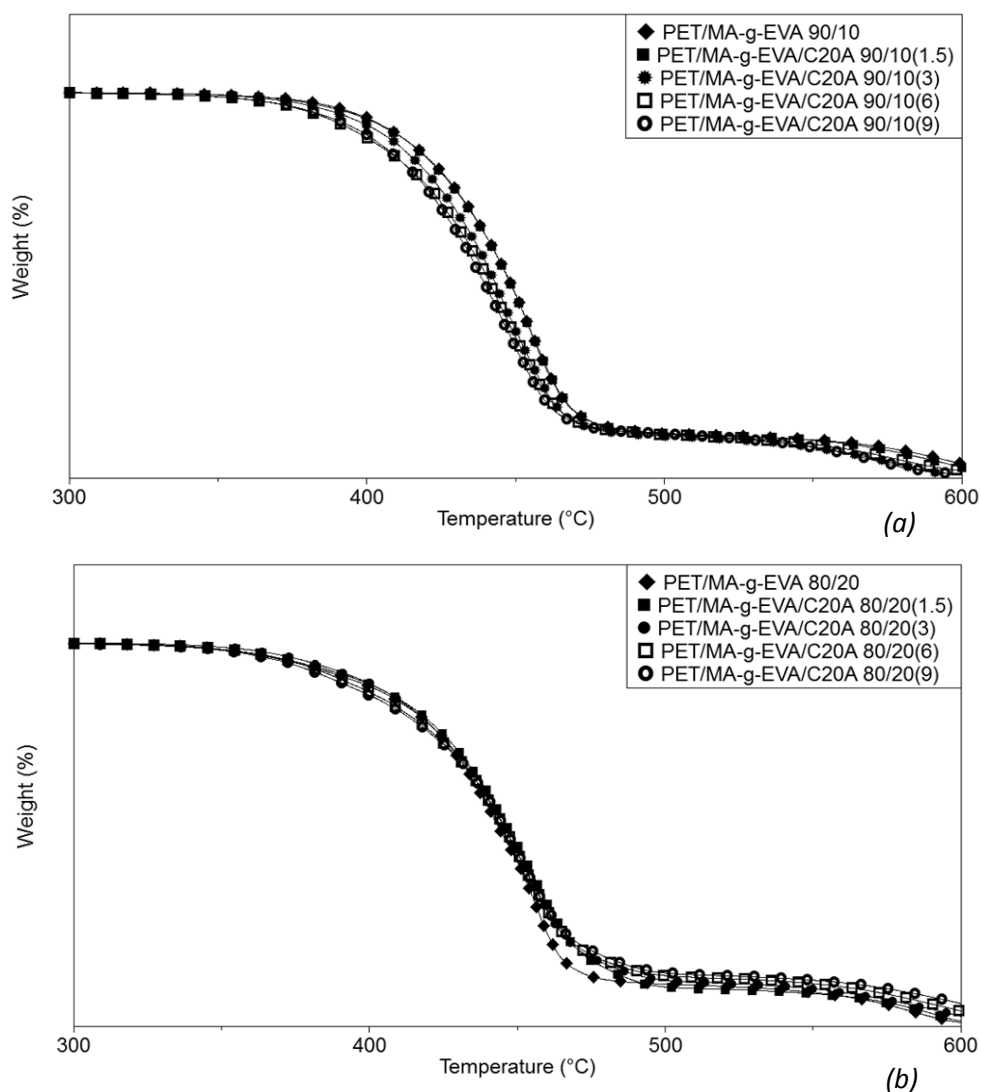 PET/MA-g-EVA 90/10
PET/MA-g-EVA/C20A 90/10(1.5)
PET/MA-g-EVA/C20A 90/10(3)
PET/MA-g-EVA/C20A 90/10(6)
PET/MA-g-EVA/C20A 90/10(9)
Weight (%)
300
400
500
600
Temperature (°C)
(a)
PET/MA-g-EVA 80/20
PET/MA-g-EVA/C20A 80/20(1.5)
PET/MA-g-EVA/C20A 80/20(3)
PET/MA-g-EVA/C20A 80/20(6)
PET/MA-g-EVA/C20A 80/20(9)
Weight (%)
300
400
500
600
Temperature (°C)
(b)